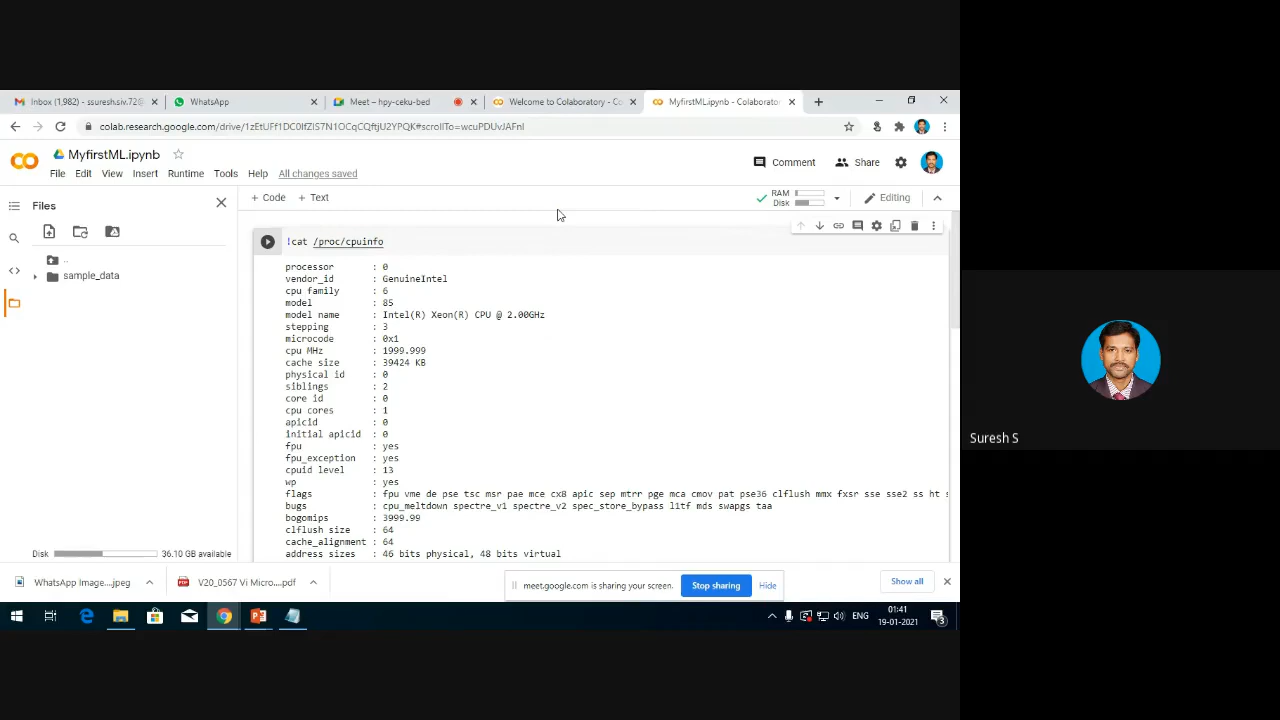 Inbox (1,982) - ssuresh.siv.72@
WhatsApp
Meet – hpy-ceku-bed
Welcome to Colaboratory - Co
MyfirstML.ipynb - Colaborator
colab.research.google.com/drive/1zEtUFf1DC0IfZIS7N1OCqCQftjU2YPQK#scrollTo=wcuPDUvJAFnI
MyfirstML.ipynb
Comment
Share
File Edit View Insert Runtime Tools Help All changes saved
Files
+ Code + Text
RAM
Disk
Editing
..
sample_data
!cat /proc/cpuinfo
processor : 0
vendor_id : GenuineIntel
cpu family : 6
model : 85
model name : Intel(R) Xeon(R) CPU @ 2.00GHz
stepping : 3
microcode : 0x1
cpu MHz : 1999.999
cache size : 39424 KB
physical id : 0
siblings : 2
core id : 0
cpu cores : 1
apicid : 0
initial apicid : 0
fpu : yes
fpu_exception : yes
cpuid level : 13
wp : yes
flags : fpu vme de pse tsc msr pae mce cx8 apic sep mtrr pge mca cmov pat pse36 clflush mmx fxsr sse sse2 ss ht s
bugs : cpu_meltdown spectre_v1 spectre_v2 spec_store_bypass l1tf mds swapgs taa
bogomips : 3999.99
clflush size : 64
cache_alignment : 64
address sizes : 46 bits physical, 48 bits virtual
Disk 36.10 GB available
WhatsApp Image....jpeg
V20_0567 Vi Micro....pdf
meet.google.com is sharing your screen.
Stop sharing
Hide
Show all
ENG
01:41
19-01-2021
3
Suresh S